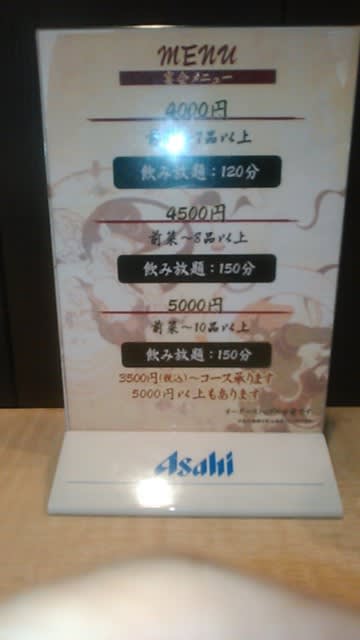 MENU
宴会メニュー
4000円
前菜～7品以上
飲み放題：120分
4500円
前菜～8品以上
飲み放題：150分
5000円
前菜～10品以上
飲み放題：150分
3500円(税込)～コース承ります
5000円以上もあります
Asahi